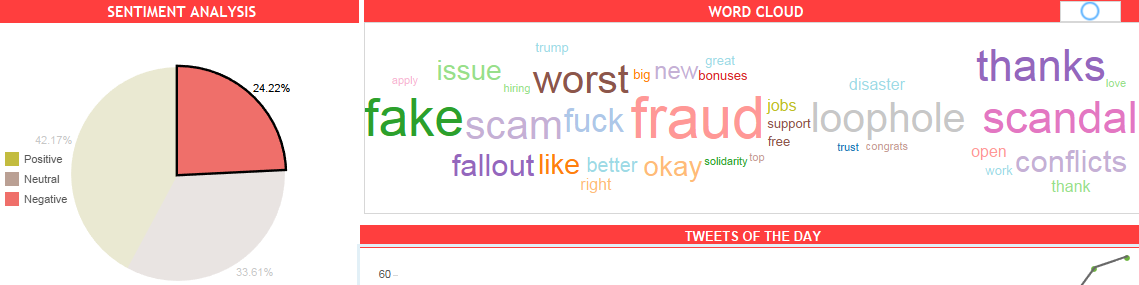 SENTIMENT ANALYSIS
24.22%
42.17%
Positive
Neutral
Negative
33.61%
WORD CLOUD
trump
great
issue
worst
big
new
bonuses
apply
hiring
disaster
thanks
love
fake
scam
fuck
fraud
jobs
support
free
loophole
scandal
trust
congrats
fallout
like
better
okay
solidarity
top
right
open
conflicts
work
thank
TWEETS OF THE DAY
60